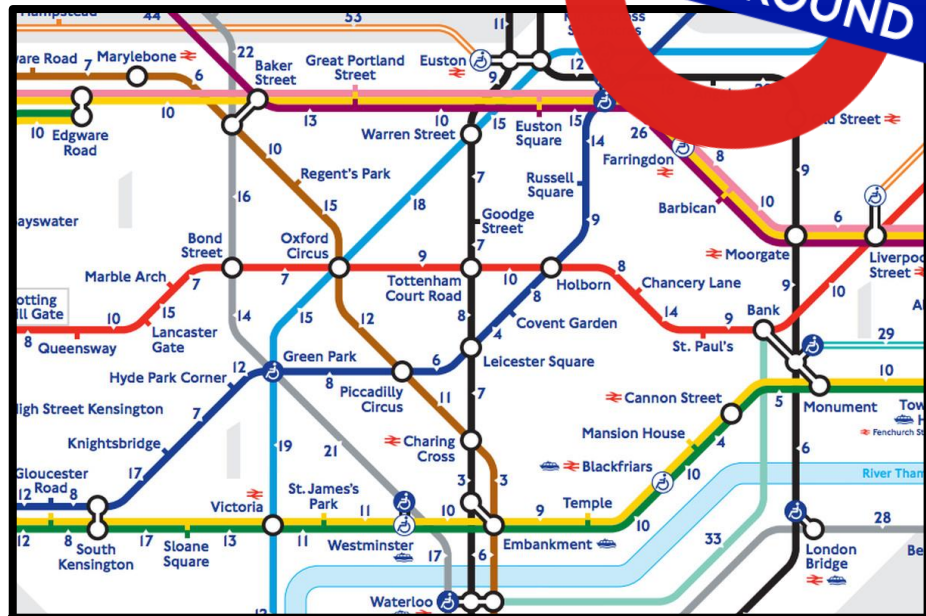 Hampstead
44
53
11
ROUND
22
Marylebone
7
6
Baker
Street
Great Portland
Street
Euston
9
12
10
10
Edgware
Road
13
10
Warren Street
15
Euston
Square
15
14
26
Farringdon
8
9
10
Regent's Park
Russell
Square
7
Barbican
10
6
16
15
18
Goodge
Street
7
9
Bayswater
Bond
Street
Oxford
Circus
Moorgate
Liverpool
Street
Marble Arch
7
7
9
Tottenham
Court Road
10
Holborn
8
Chancery Lane
9
10
Notting
Hill Gate
15
Lancaster
Gate
10
8
Queensway
14
15
12
8
8
Covent Garden
4
14
9
St. Paul's
Bank
29
Hyde Park Corner
12
Green Park
8
Piccadilly
Circus
6
Leicester Square
High Street Kensington
7
11
7
Cannon Street
5
Monument
10
Fenchurch St
Knightsbridge
19
21
Charing
Cross
Mansion House
4
6
Gloucester
Road
17
Blackfriars
10
12
8
Victoria
St. James's
Park
11
3
3
10
9
Temple
10
12
8
South
Kensington
17
Sloane
Square
13
11
Westminster
17
Embankment
6
33
London
Bridge
28
Waterloo